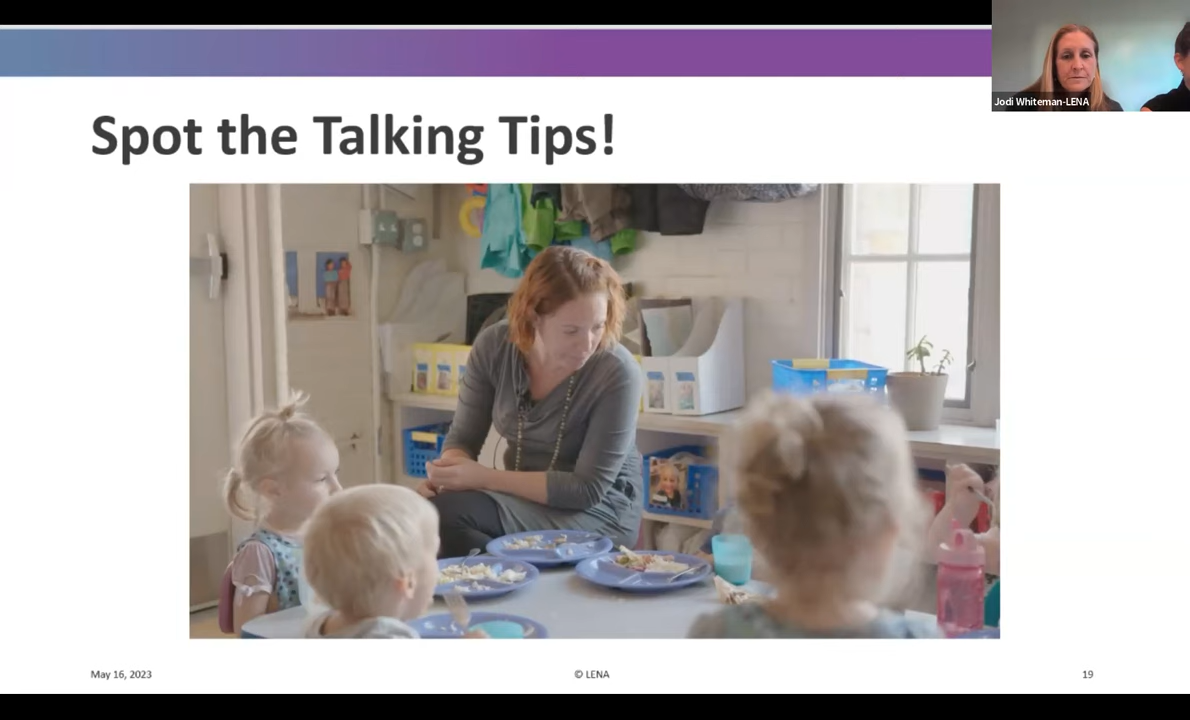 Jodi Whiteman-LENA
Spot the Talking Tips!
May 16, 2023
© LENA
19